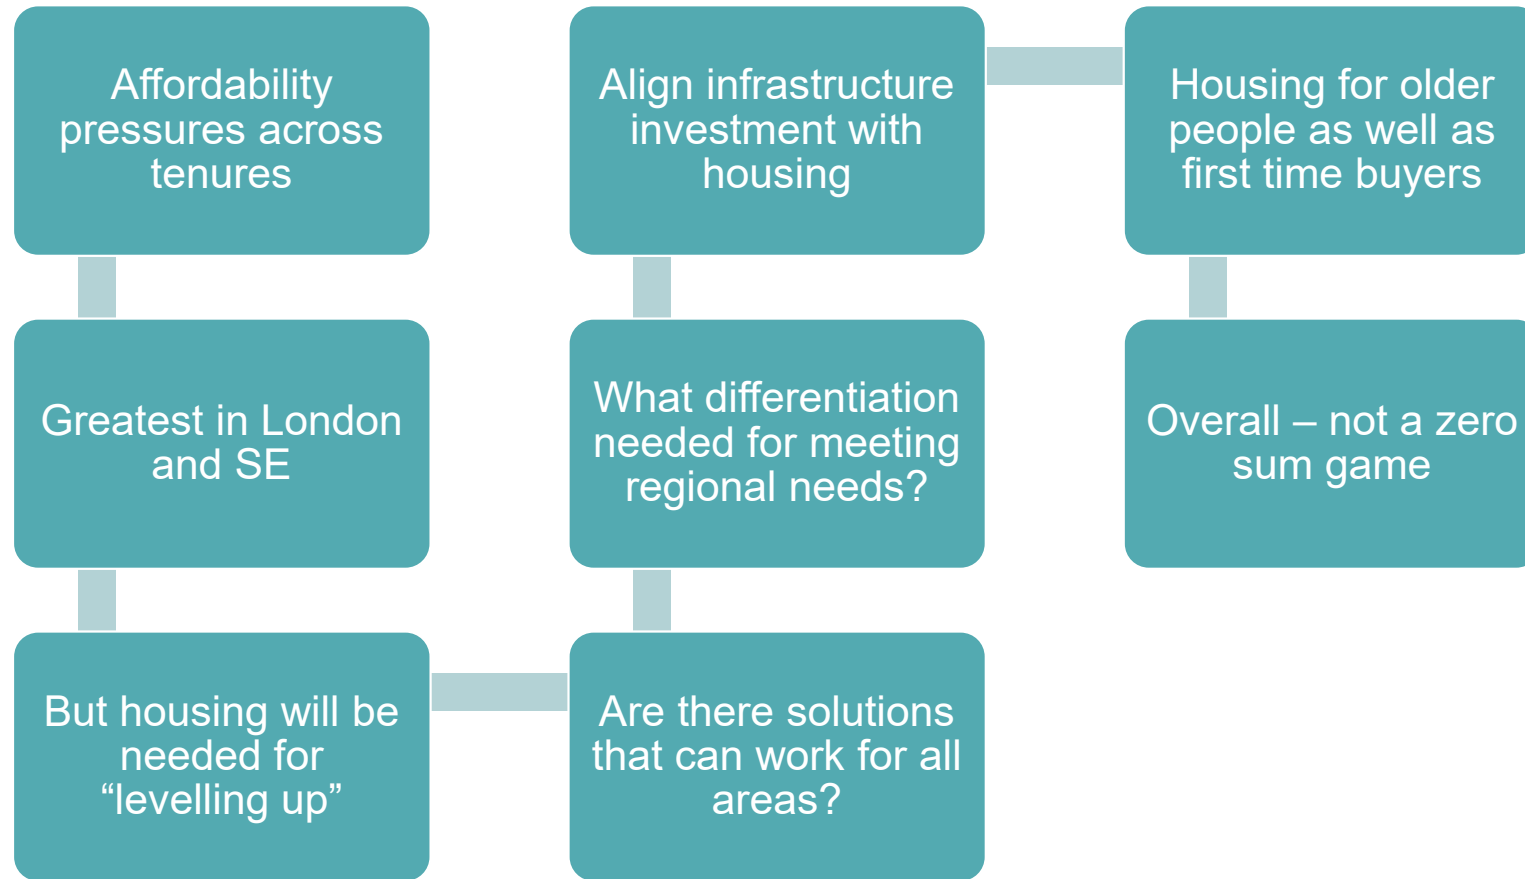 Affordability
pressures across
tenures
Greatest in London
and SE
But housing will be
needed for
“levelling up”
Are there solutions
that can work for all
areas?
What differentiation
needed for meeting
regional needs?
Align infrastructure
investment with
housing
Housing for older
people as well as
first time buyers
Overall – not a zero
sum game